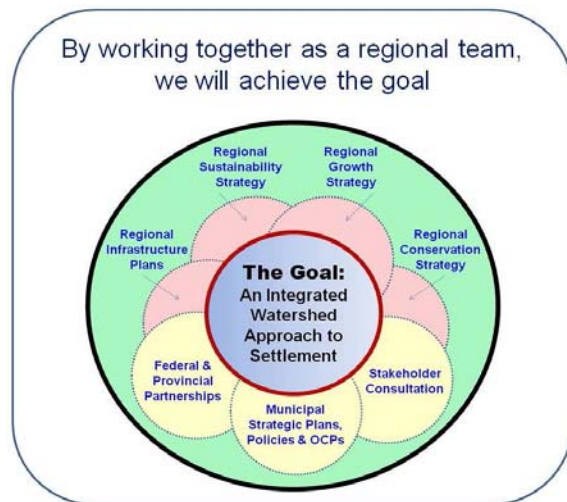 By working together as a regional team,
we will achieve the goal
Regional
Sustainability
Strategy
Regional
Growth
Strategy
Regional
Infrastructure
Plans
Regional
Conservation
Strategy
The Goal:
An Integrated
Watershed
Approach to
Settlement
Federal &
Provincial
Partnerships
Municipal
Strategic Plans,
Policies & OCPs
Stakeholder
Consultation